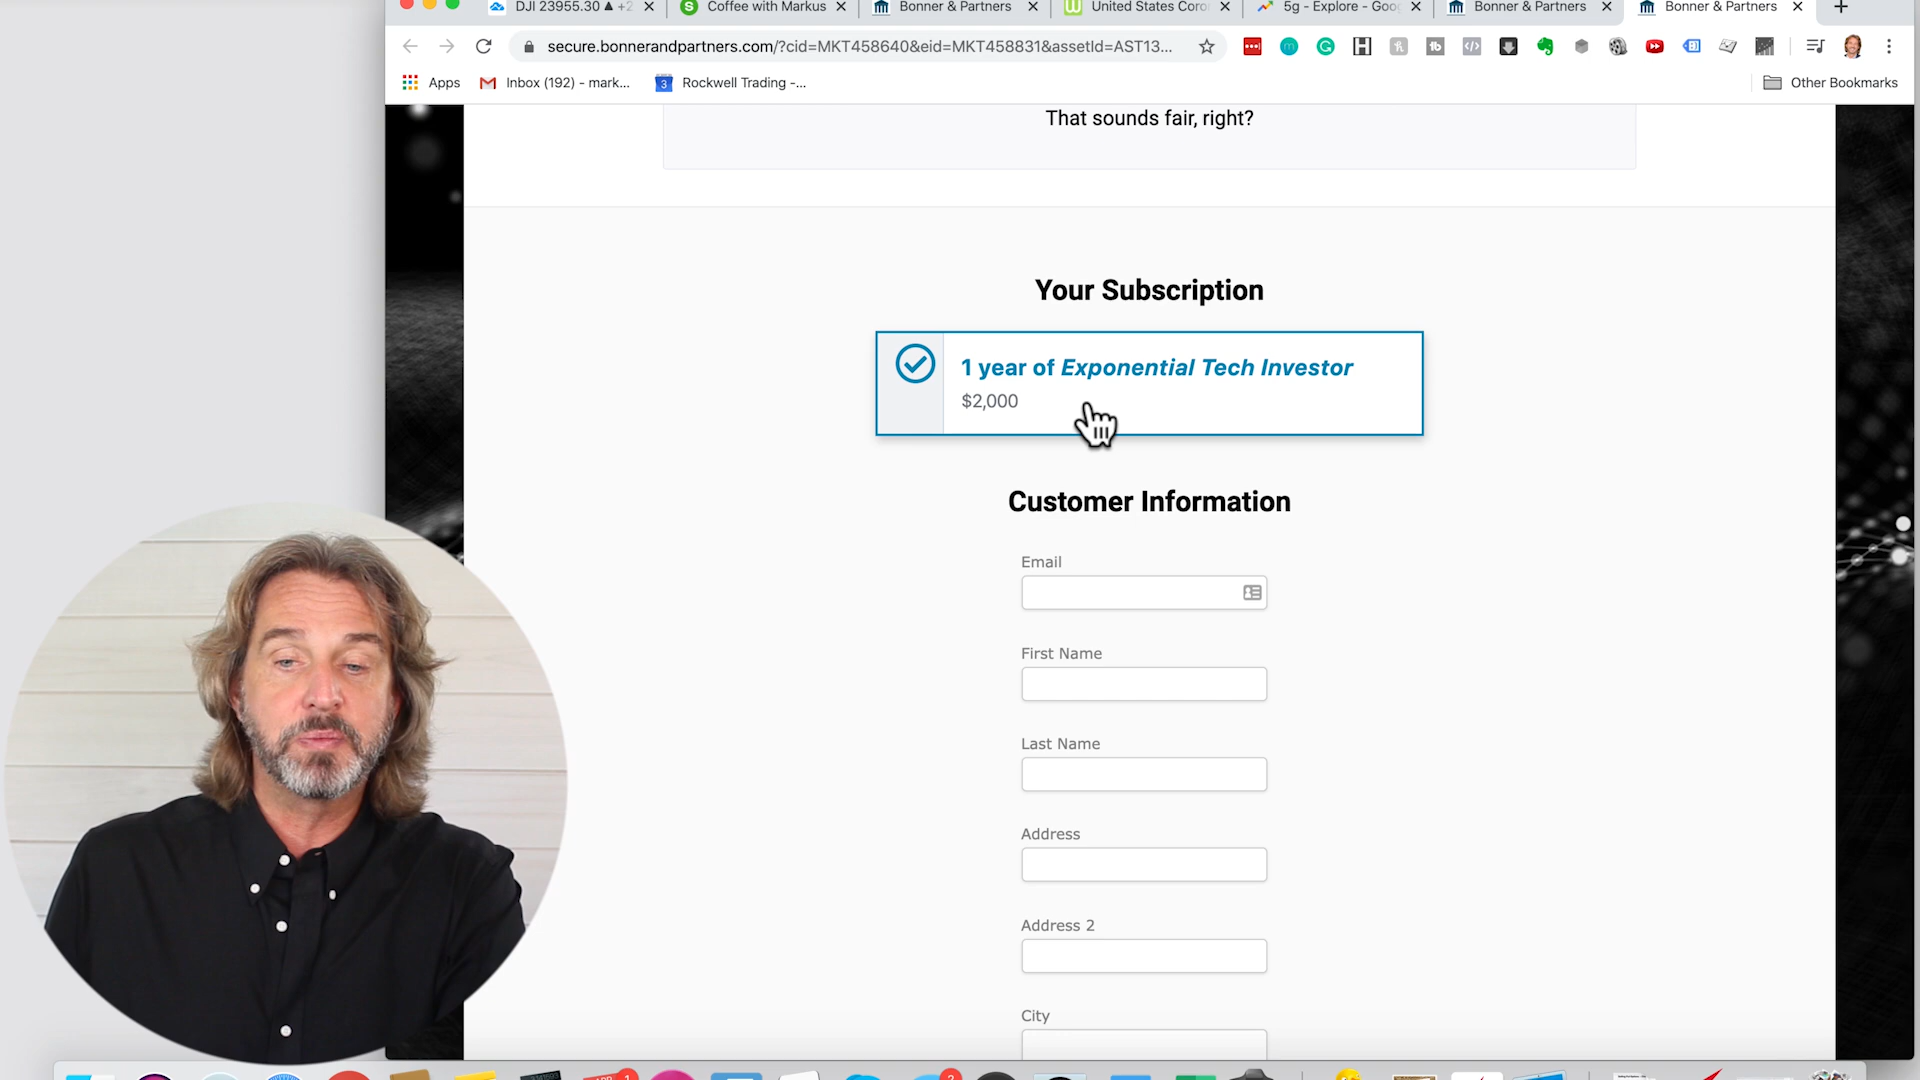 DJI 23955.30 ▲ +2
Coffee with Markus
Bonner & Partners
United States Coro
5g - Explore - Goo
Bonner & Partners
Bonner & Partners
secure.bonnerandpartners.com/?cid=MKT458640&eid=MKT458831&assetId=AST13...
Apps
Inbox (192) - mark...
3
Rockwell Trading -...
Other Bookmarks
That sounds fair, right?
Your Subscription
1 year of Exponential Tech Investor
$2,000
Customer Information
Email
First Name
Last Name
Address
Address 2
City